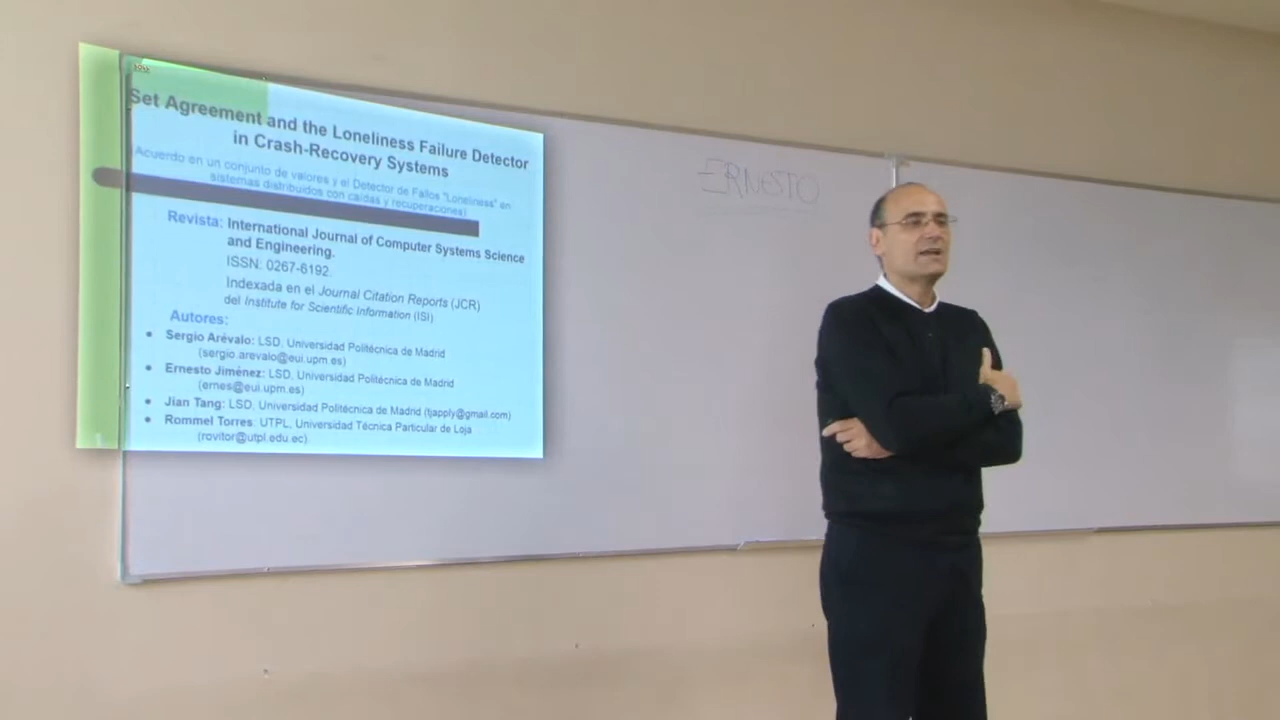 Set Agreement and the Loneliness Failure Detector
in Crash-Recovery Systems
Acuerdo en un conjunto de valores y el Detector de Fallos "Loneliness" en
sistemas distribuidos con caídas y recuperaciones)
Revista: International Journal of Computer Systems Science
and Engineering.
ISSN: 0267-6192.
Indexada en el Journal Citation Reports (JCR)
del Institute for Scientific Information (ISI)
Autores:
• Sergio Arévalo: LSD, Universidad Politécnica de Madrid
(sergio.arevalo@eui.upm.es)
• Ernesto Jiménez: LSD, Universidad Politécnica de Madrid
(ernes@eui.upm.es)
• Jian Tang: LSD, Universidad Politécnica de Madrid (tjapply@gmail.com)
• Rommel Torres: UTPL, Universidad Técnica Particular de Loja
(rovitor@utpl.edu.ec)
ERNESTO